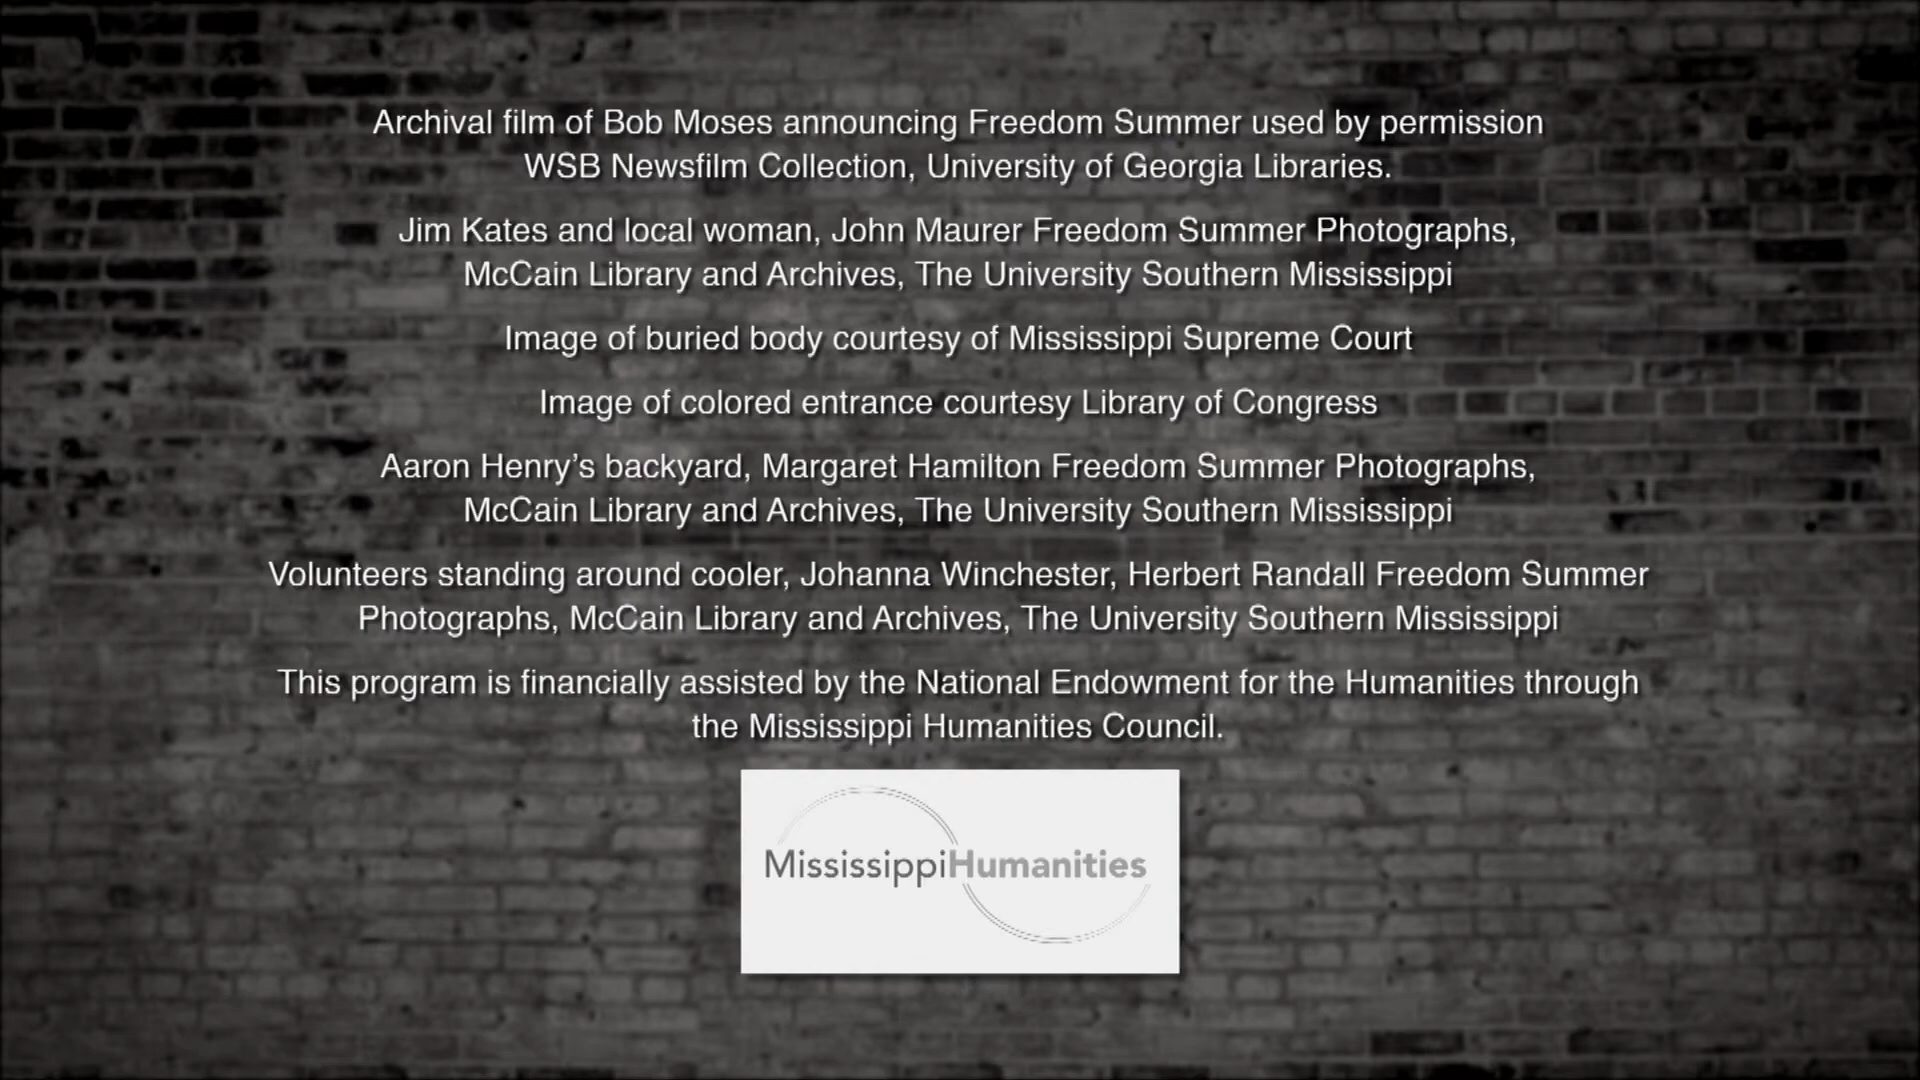 Archival film of Bob Moses announcing Freedom Summer used by permission
WSB Newsfilm Collection, University of Georgia Libraries.
Jim Kates and local woman, John Maurer Freedom Summer Photographs,
McCain Library and Archives, The University Southern Mississippi
Image of buried body courtesy of Mississippi Supreme Court
Image of colored entrance courtesy Library of Congress
Aaron Henry’s backyard, Margaret Hamilton Freedom Summer Photographs,
McCain Library and Archives, The University Southern Mississippi
Volunteers standing around cooler, Johanna Winchester, Herbert Randall Freedom Summer
Photographs, McCain Library and Archives, The University Southern Mississippi
This program is financially assisted by the National Endowment for the Humanities through
the Mississippi Humanities Council.
MississippiHumanities